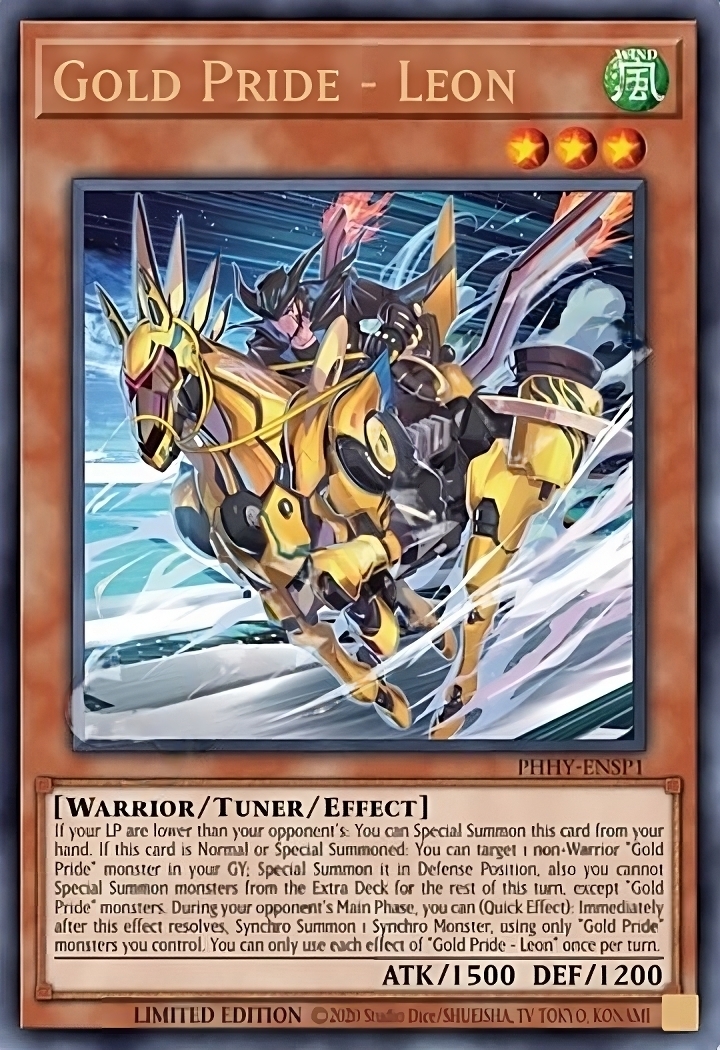 Gold Pride - Leon
WIND
風
PHHY-ENSP1
[Warrior/Tuner/Effect]
If your LP are lower than your opponent's: You can Special Summon this card from your
hand. If this card is Normal or Special Summoned: You can target 1 non-Warrior "Gold
Pride" monster in your GY; Special Summon it in Defense Position, also you cannot
Special Summon monsters from the Extra Deck for the rest of this turn, except "Gold
Pride" monsters. During your opponent's Main Phase, you can (Quick Effect): Immediately
after this effect resolves, Synchro Summon 1 Synchro Monster, using only "Gold Pride"
monsters you control. You can only use each effect of "Gold Pride - Leon" once per turn.
ATK/1500 DEF/1200
LIMITED EDITION ©2020 Studio Dice/SHUEISHA, TV TOKYO, KONAMI